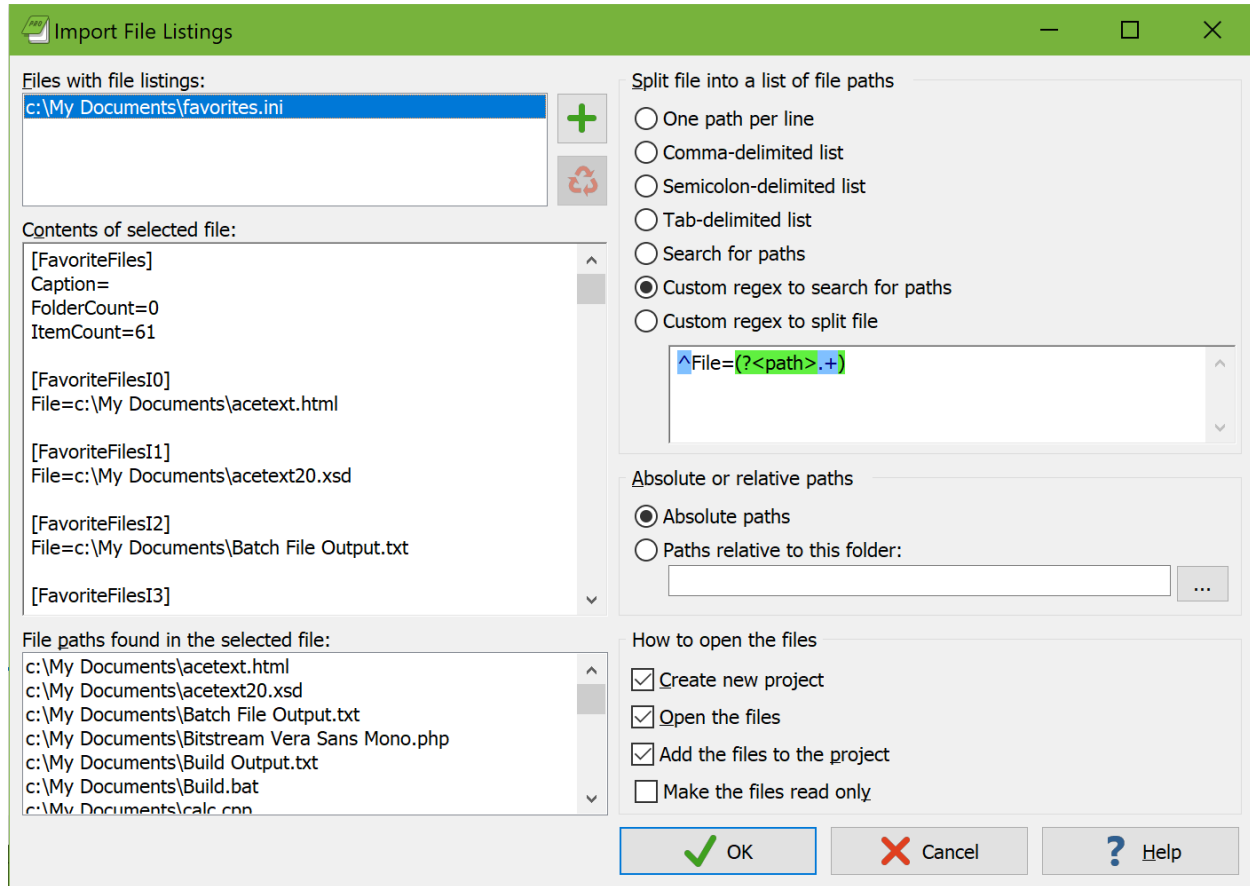 Import File Listings
Files with file listings:
c:\My Documents\favorites.ini
Contents of selected file:
[FavoriteFiles]
Caption=
FolderCount=0
ItemCount=61
[FavoriteFilesI0]
File=c:\My Documents\acetext.html
[FavoriteFilesI1]
File=c:\My Documents\acetext20.xsd
[FavoriteFilesI2]
File=c:\My Documents\Batch File Output.txt
[FavoriteFilesI3]
File paths found in the selected file:
c:\My Documents\acetext.html
c:\My Documents\acetext20.xsd
c:\My Documents\Batch File Output.txt
c:\My Documents\Bitstream Vera Sans Mono.php
c:\My Documents\Build Output.txt
c:\My Documents\Build.bat
c:\My Documents\calc.cpp
Split file into a list of file paths
One path per line
Comma-delimited list
Semicolon-delimited list
Tab-delimited list
Search for paths
Custom regex to search for paths
Custom regex to split file
^File=(?<path>.+)
Absolute or relative paths
Absolute paths
Paths relative to this folder:
...
How to open the files
Create new project
Open the files
Add the files to the project
Make the files read only
OK
Cancel
? Help